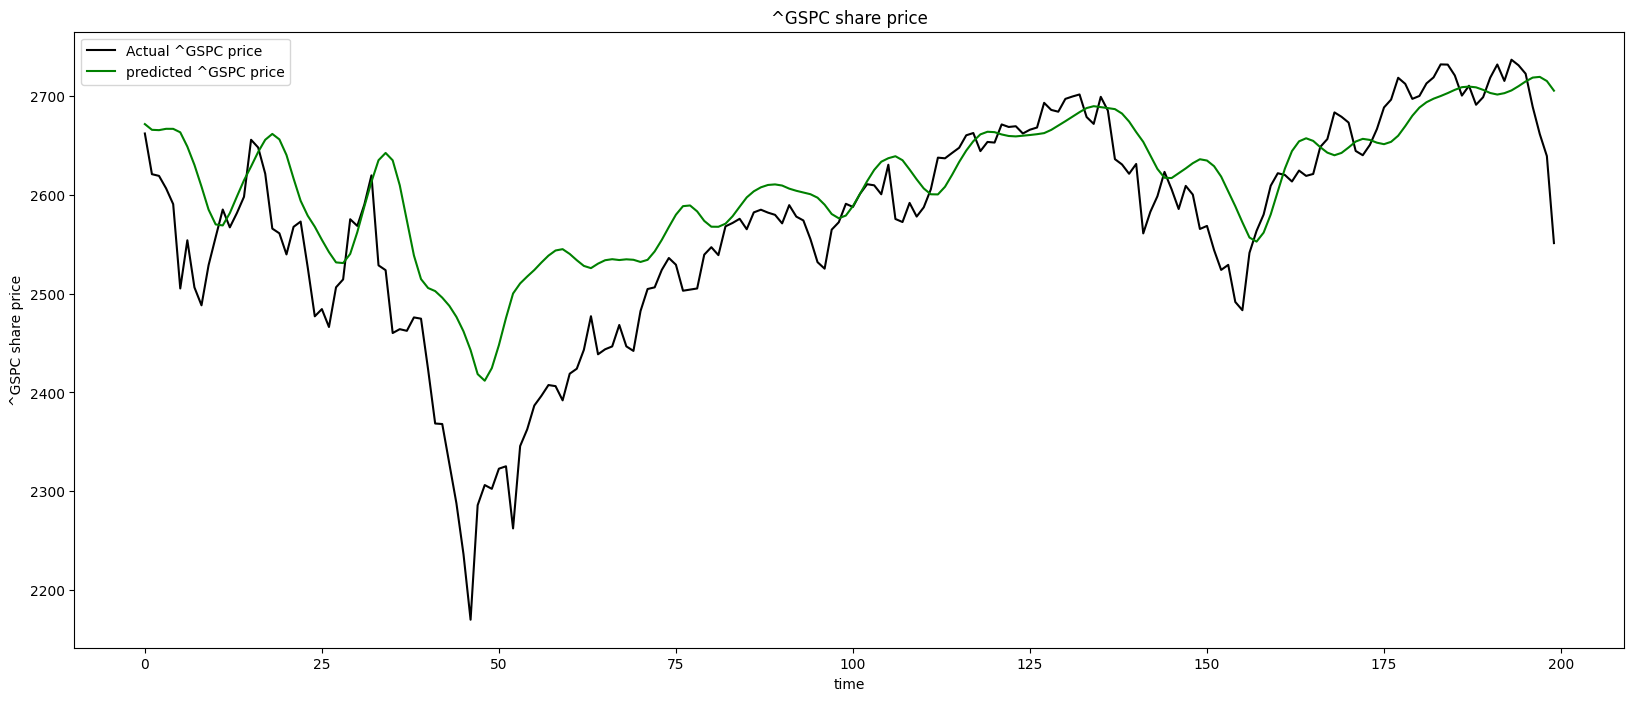 ^GSPC share price
Actual ^GSPC price
predicted ^GSPC price
^GSPC share price
2700
2600
2500
2400
2300
2200
0 25 50 75 100 125 150 175 200
time